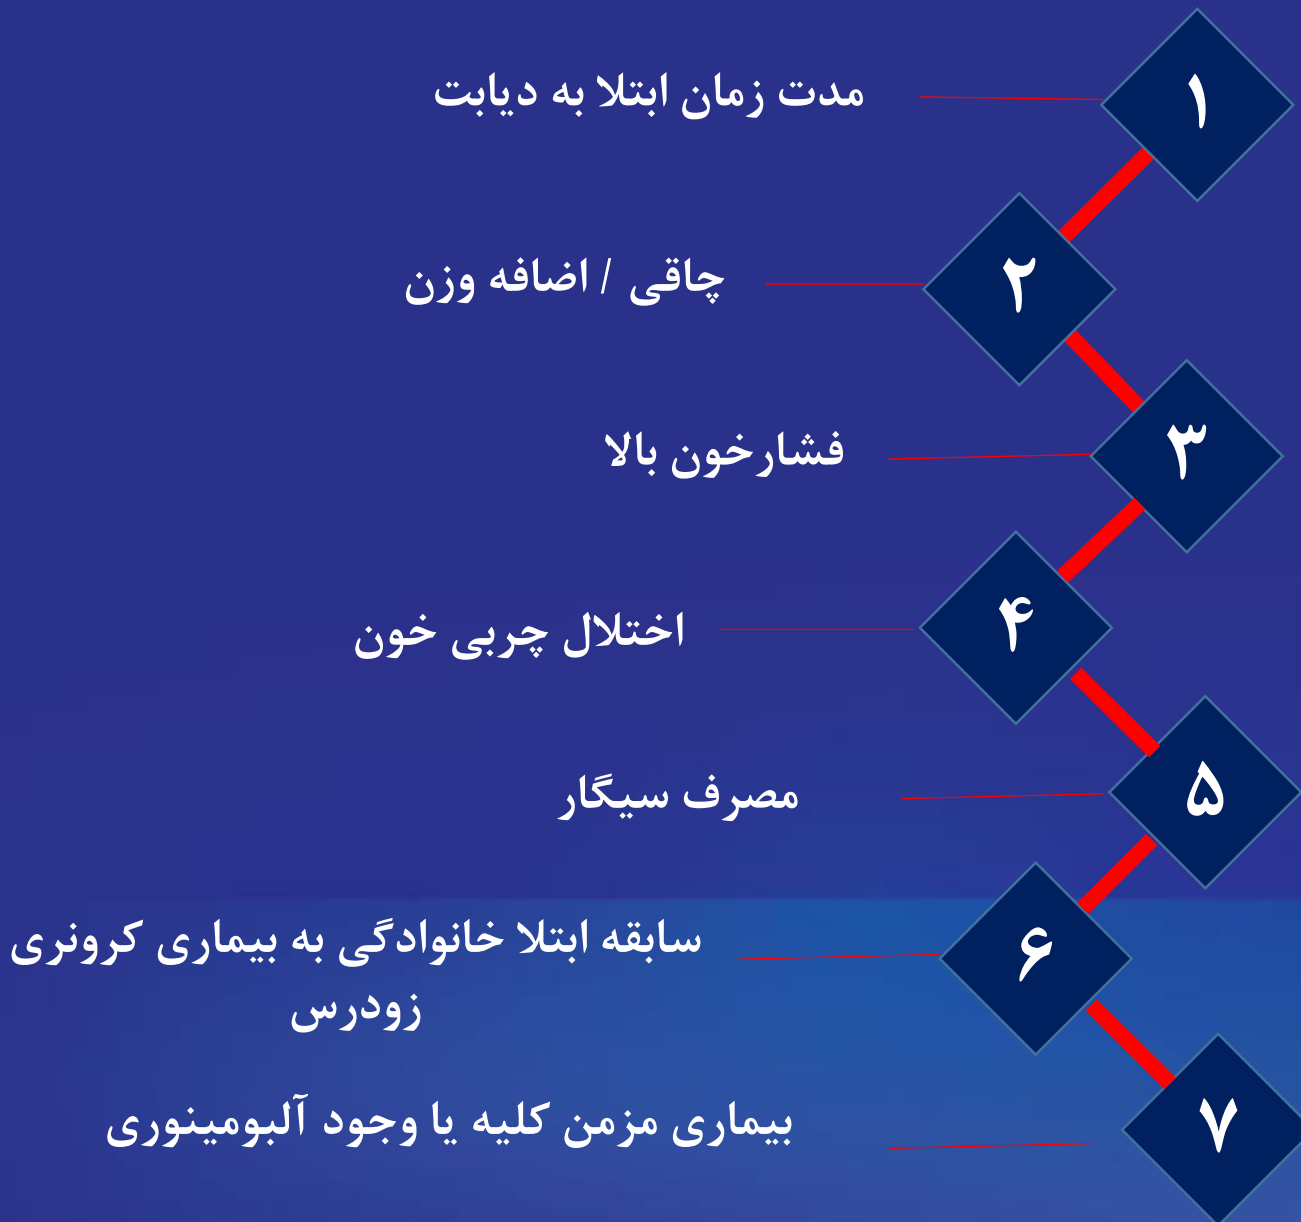 ۱
مدت زمان ابتلا به دیابت
۲
چاقی / اضافه وزن
۳
فشارخون بالا
۴
اختلال چربی خون
۵
مصرف سیگار
۶
سابقه ابتلا خانوادگی به بیماری کرونری
زودرس
۷
بیماری مزمن کلیه یا وجود آلبومینوری